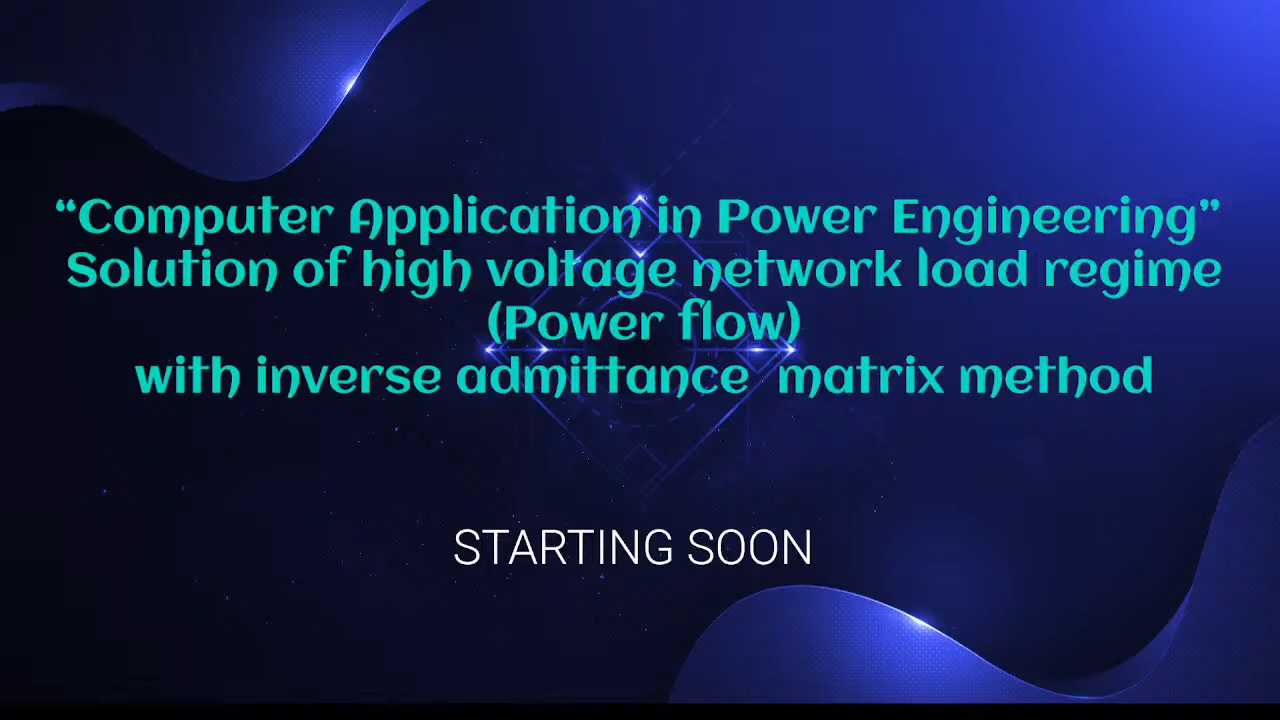 “Computer Application in Power Engineering”
Solution of high voltage network load regime
(Power flow)
with inverse admittance matrix method
STARTING SOON